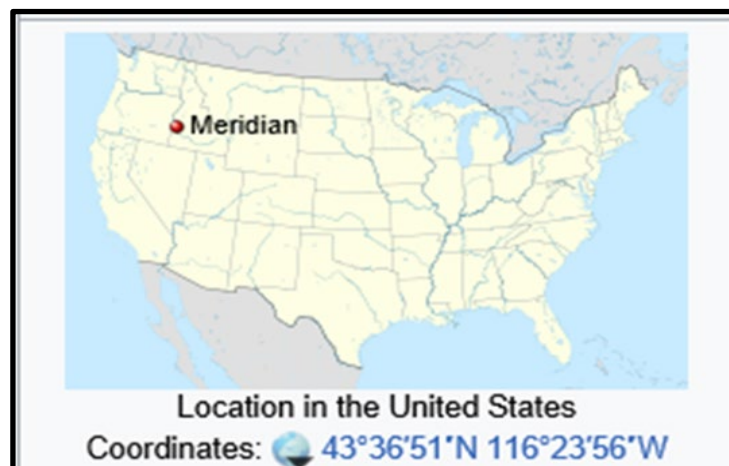 Meridian
Location in the United States
Coordinates: 43°36′51″N 116°23′56″W